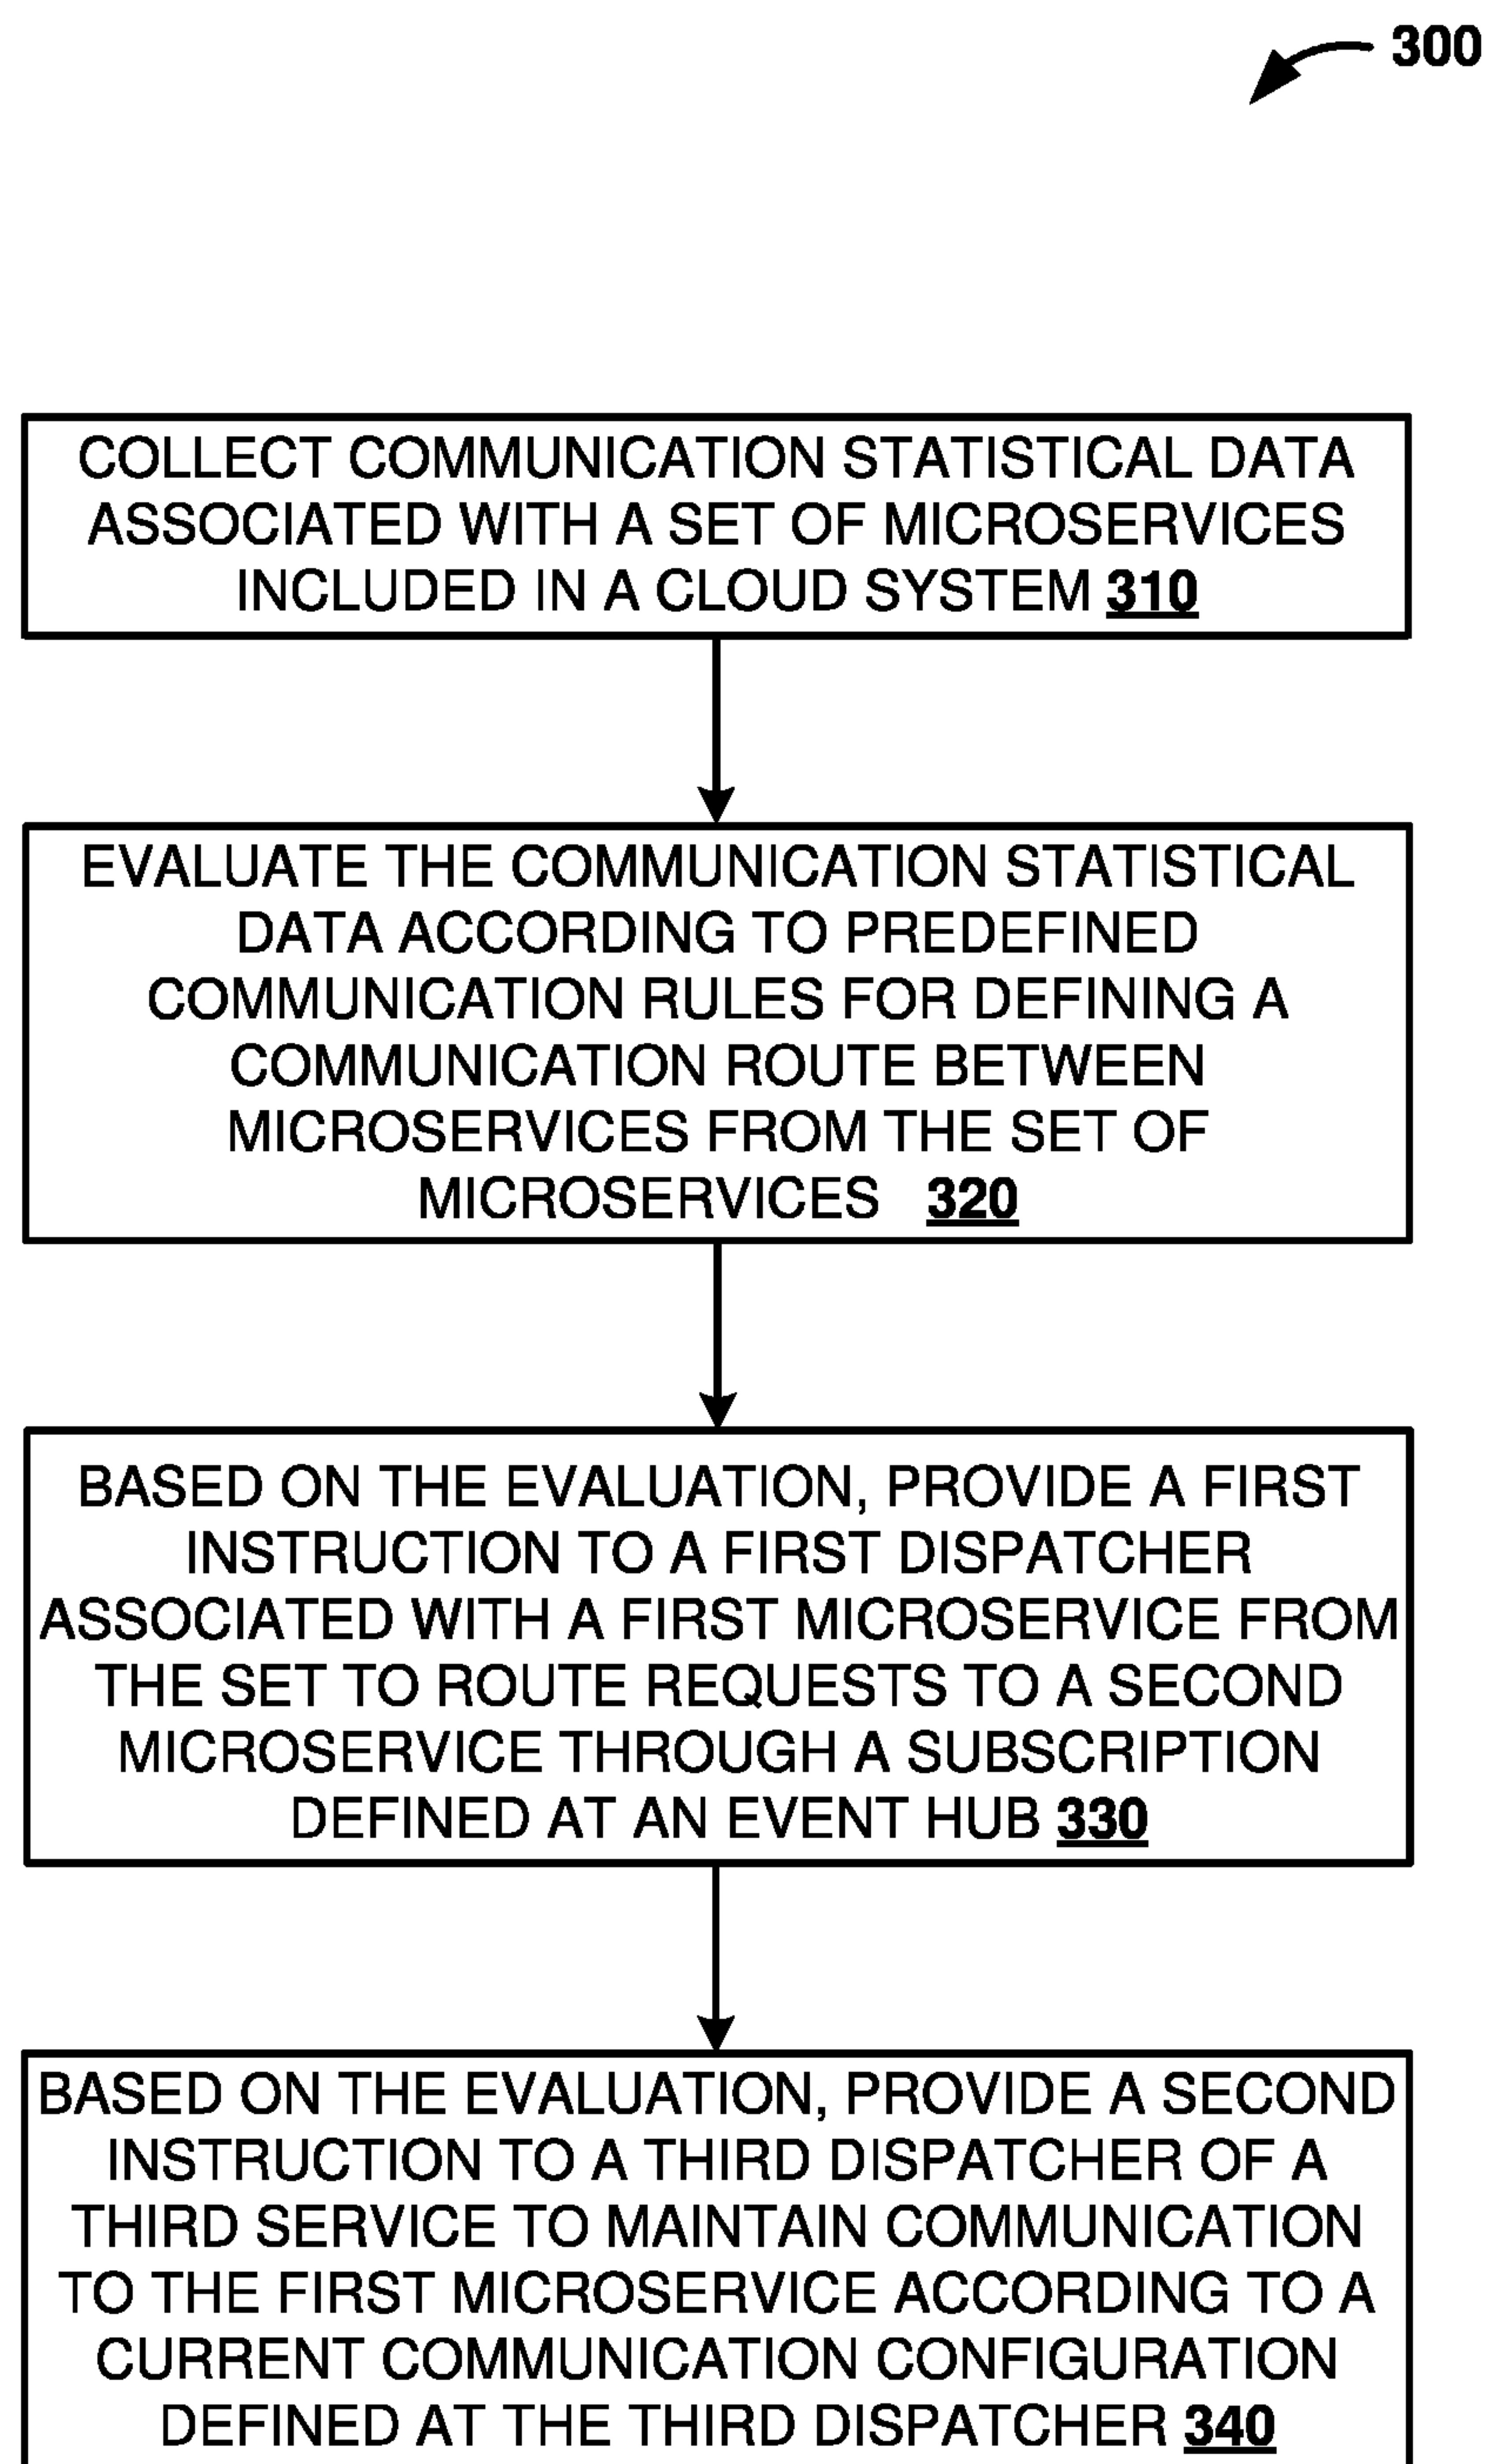 300
COLLECT COMMUNICATION STATISTICAL DATA
ASSOCIATED WITH A SET OF MICROSERVICES
INCLUDED IN A CLOUD SYSTEM 310
EVALUATE THE COMMUNICATION STATISTICAL
DATA ACCORDING TO PREDEFINED
COMMUNICATION RULES FOR DEFINING A
COMMUNICATION ROUTE BETWEEN
MICROSERVICES FROM THE SET OF
MICROSERVICES 320
BASED ON THE EVALUATION, PROVIDE A FIRST
INSTRUCTION TO A FIRST DISPATCHER
ASSOCIATED WITH A FIRST MICROSERVICE FROM
THE SET TO ROUTE REQUESTS TO A SECOND
MICROSERVICE THROUGH A SUBSCRIPTION
DEFINED AT AN EVENT HUB 330
BASED ON THE EVALUATION, PROVIDE A SECOND
INSTRUCTION TO A THIRD DISPATCHER OF A
THIRD SERVICE TO MAINTAIN COMMUNICATION
TO THE FIRST MICROSERVICE ACCORDING TO A
CURRENT COMMUNICATION CONFIGURATION
DEFINED AT THE THIRD DISPATCHER 340